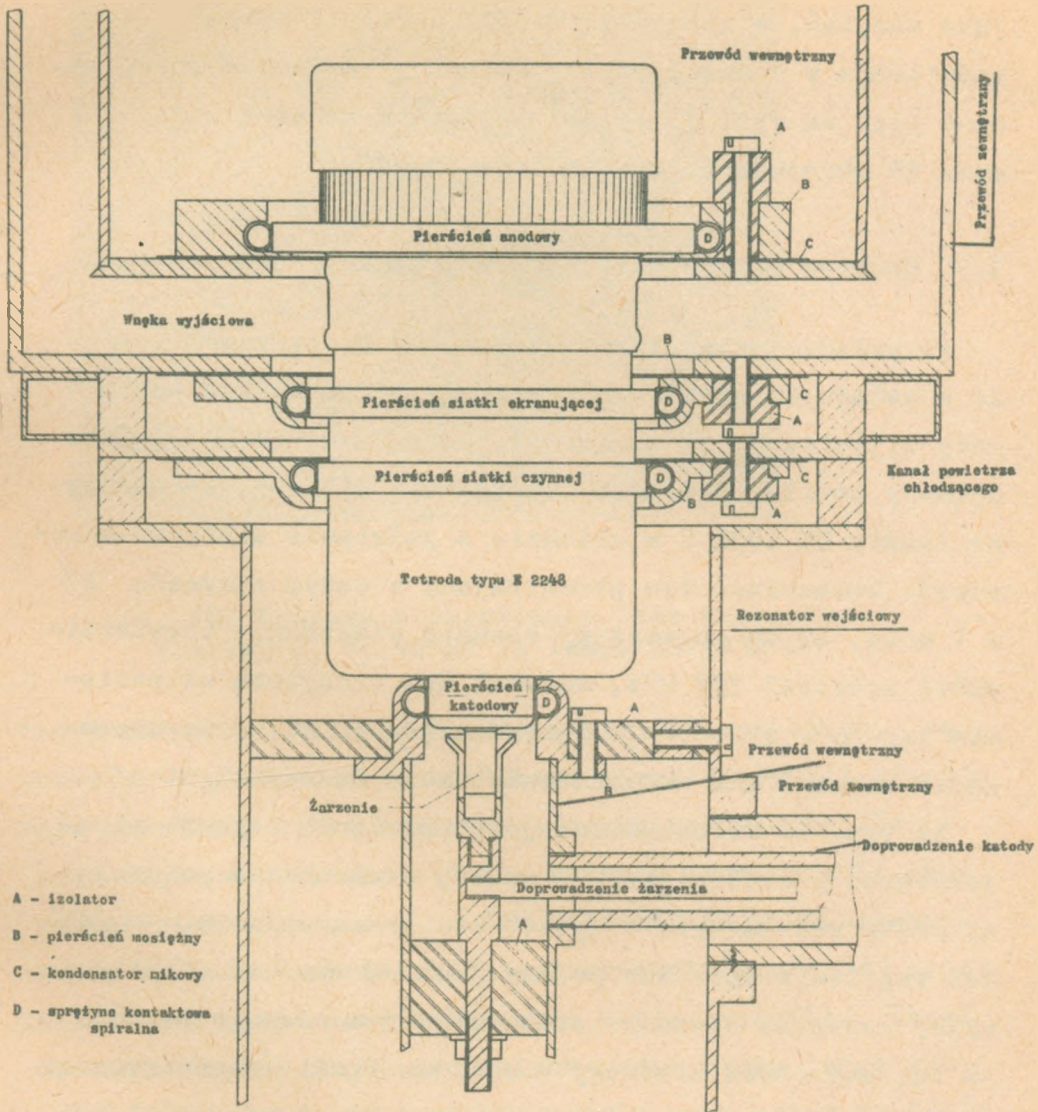 Przewód wewnętrzny
Przewód zewnętrzny
A
B
Pierścień anodowy
D
C
Wnęka wyjściowa
B
Pierścień siatki ekranującej
D
C
A
Pierścień siatki czynnej
D
C
Kanał powietrza
chłodzącego
B
A
Tetroda typu E 2248
Rezonator wejściowy
Pierścień
katodowy
D
A
Przewód wewnętrzny
B
Żarzenie
Przewód zewnętrzny
Doprowadzenie katody
Doprowadzenie żarzenia
A
A - izolator
B - pierścień mosiężny
C - kondensator mikowy
D - sprężyna kontaktowa
spiralna